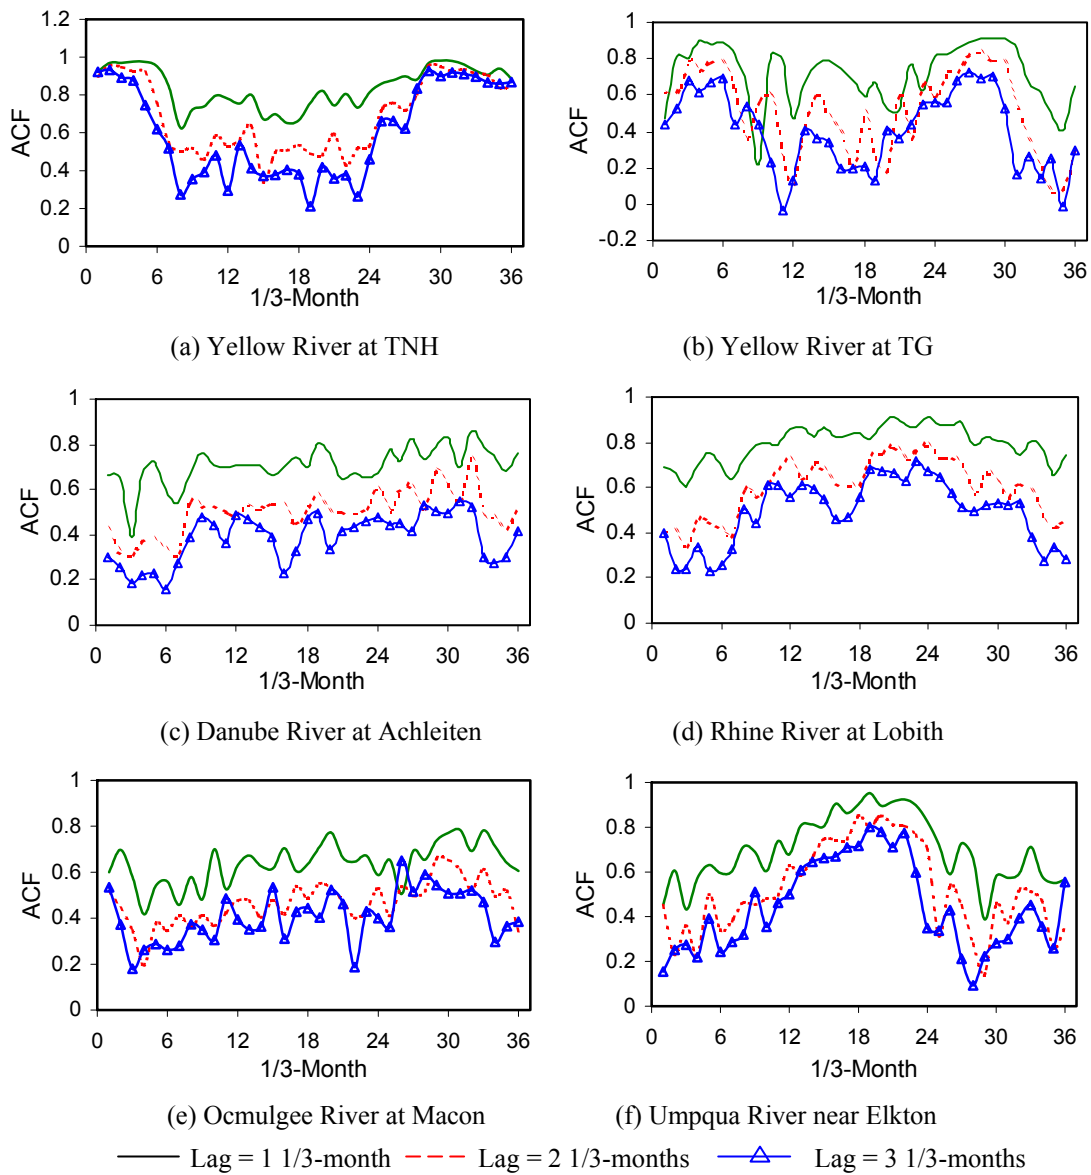 1.2
1
0.8
0.6
0.4
0.2
0
ACF
0 6 12 18 24 30 36
1/3-Month
(a) Yellow River at TNH
1
0.8
0.6
0.4
0.2
0
-0.2
ACF
0 6 12 18 24 30 36
1/3-Month
(b) Yellow River at TG
1
0.8
0.6
0.4
0.2
0
ACF
0 6 12 18 24 30 36
1/3-Month
(c) Danube River at Achleiten
1
0.8
0.6
0.4
0.2
0
ACF
0 6 12 18 24 30 36
1/3-Month
(d) Rhine River at Lobith
1
0.8
0.6
0.4
0.2
0
ACF
0 6 12 18 24 30 36
1/3-Month
(e) Ocmulgee River at Macon
1
0.8
0.6
0.4
0.2
0
ACF
0 6 12 18 24 30 36
1/3-Month
(f) Umpqua River near Elkton
Lag = 1 1/3-month Lag = 2 1/3-months Lag = 3 1/3-months